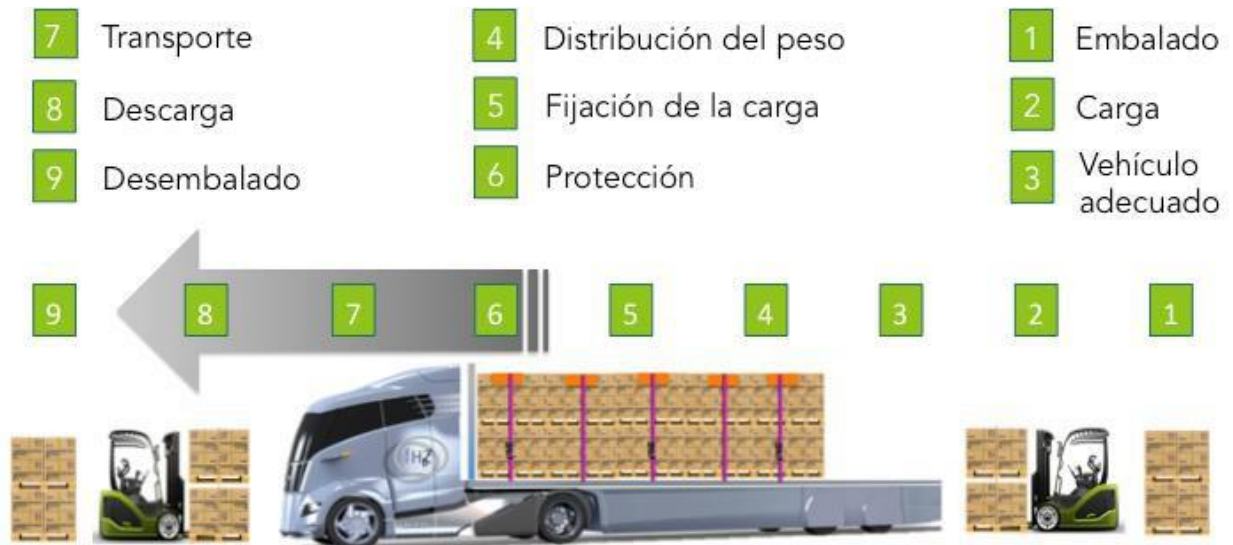 7 Transporte
8 Descarga
9 Desembalado
4 Distribución del peso
5 Fijación de la carga
6 Protección
1 Embalado
2 Carga
3 Vehículo
adecuado
9 8 7 6 5 4 3 2 1